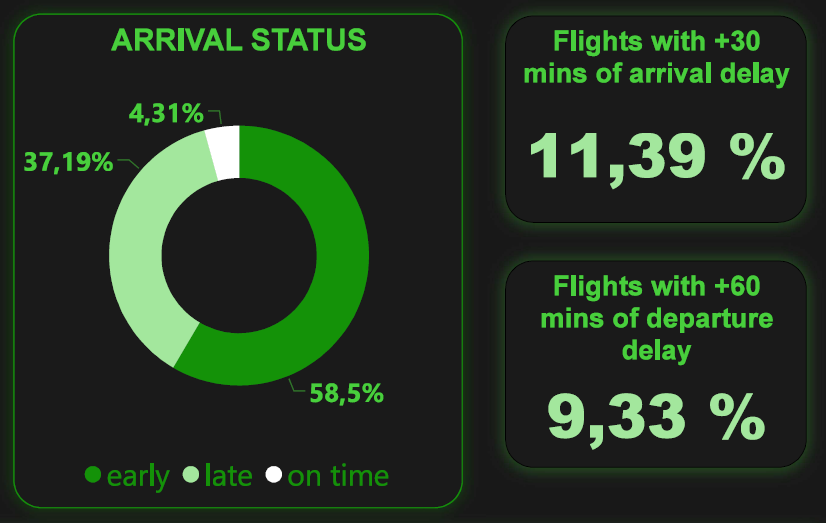 ARRIVAL STATUS
4,31%
37,19%
58,5%
early late on time
Flights with +30
mins of arrival delay
11,39 %
Flights with +60
mins of departure
delay
9,33 %